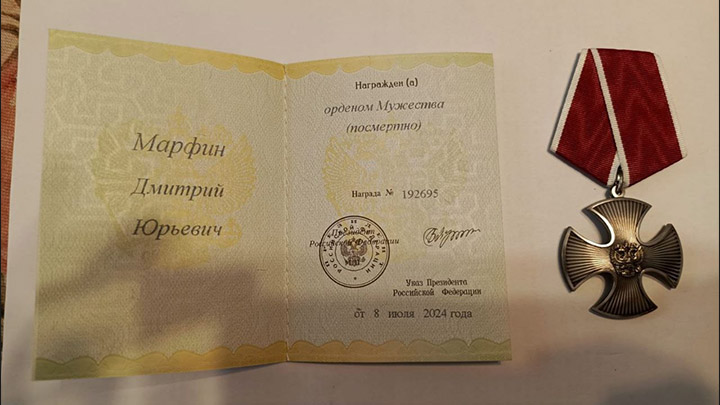 Марфин
Дмитрий
Юрьевич
Награжден (а)
орденом Мужества
(посмертно)
Награда № 192695
Президент
Российской Федерации
Указ Президента
Российской Федерации
от 8 июля 2024 года